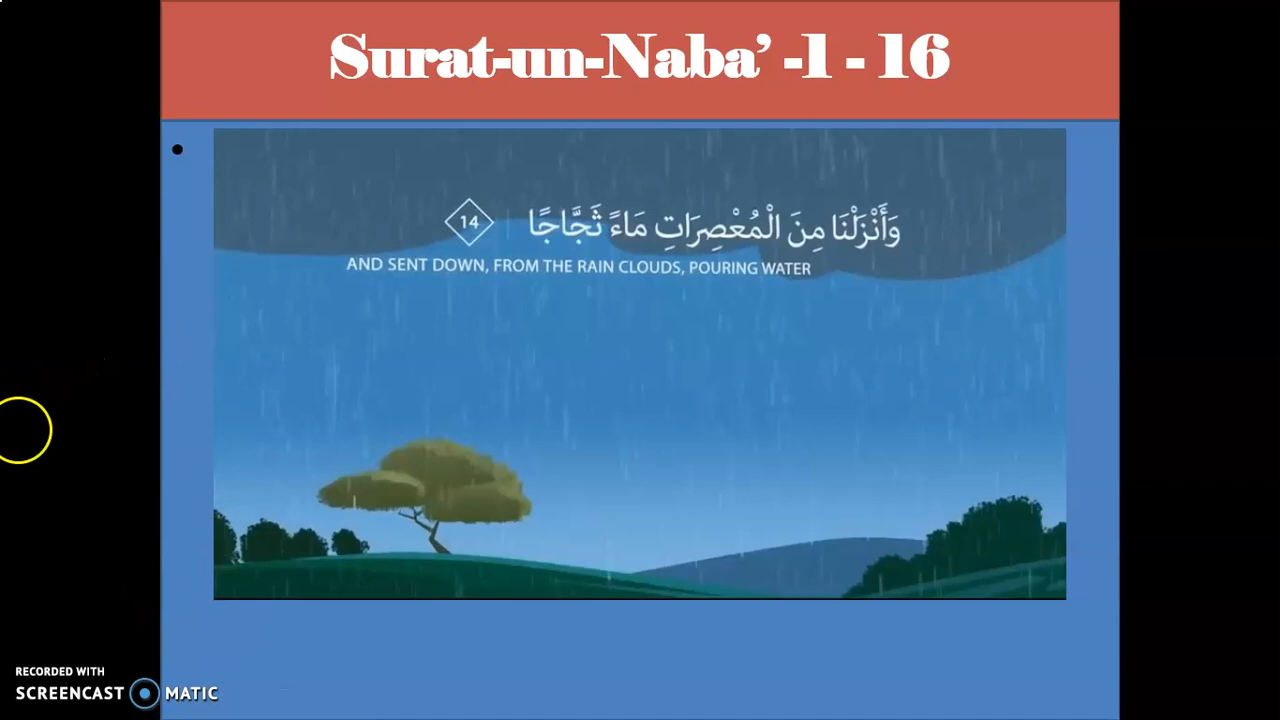 Surat-un-Naba’ -1 - 16
وَأَنْزَلْنَا مِنَ الْمُعْصِرَاتِ مَاءً ثَجَّاجًا 14
AND SENT DOWN, FROM THE RAIN CLOUDS, POURING WATER
RECORDED WITH
SCREENCAST MATIC